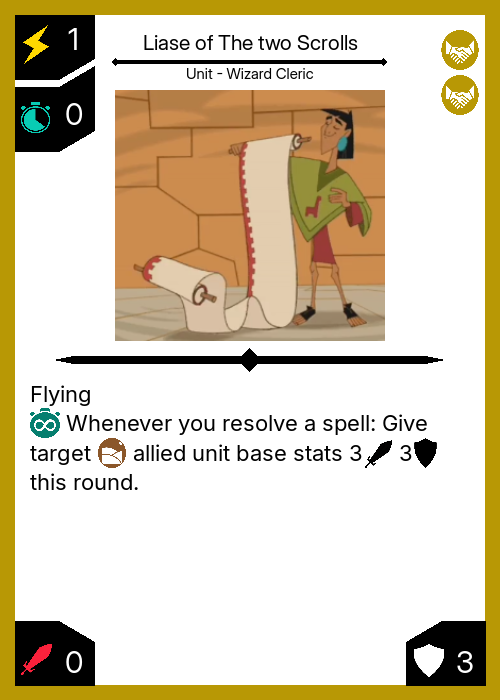 1
Liase of The two Scrolls
Unit - Wizard Cleric
0
Flying
Whenever you resolve a spell: Give
target allied unit base stats 3 3
this round.
0
3